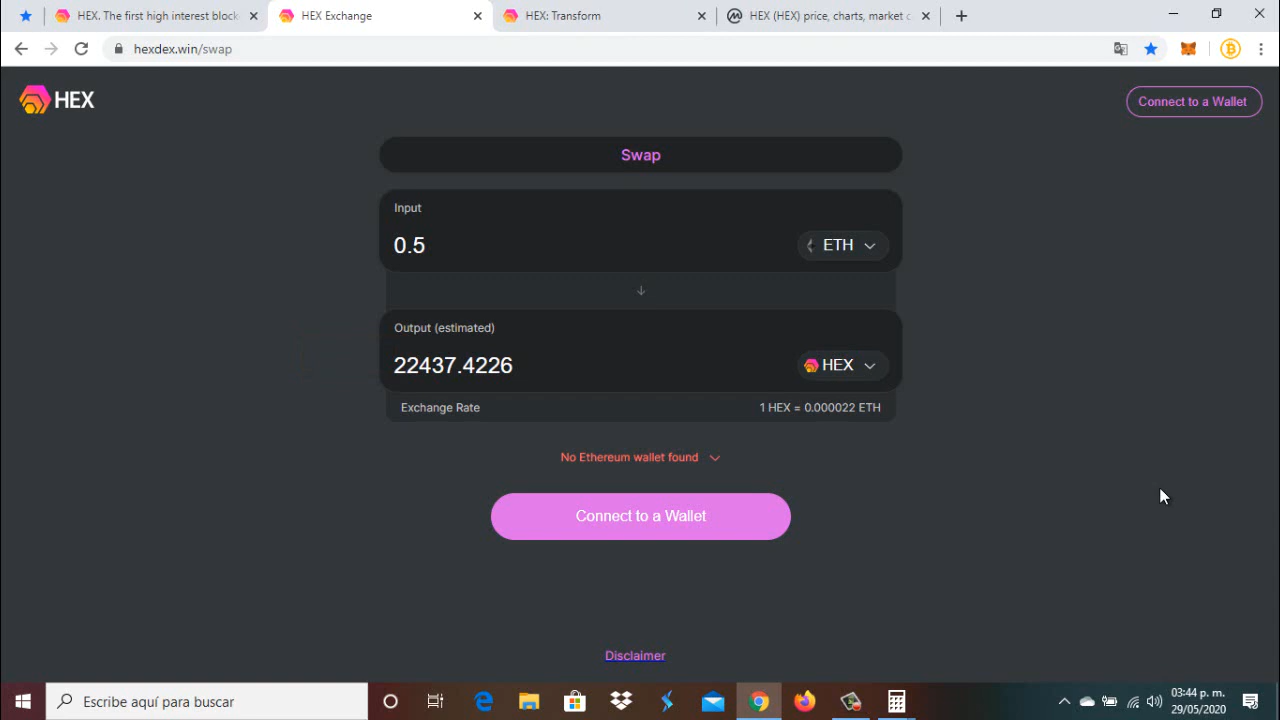 HEX. The first high interest block
HEX Exchange
HEX: Transform
HEX (HEX) price, charts, market c
hexdex.win/swap
HEX
Connect to a Wallet
Swap
Input
0.5
ETH
Output (estimated)
22437.4226
HEX
Exchange Rate
1 HEX = 0.000022 ETH
No Ethereum wallet found
Connect to a Wallet
Disclaimer
Escribe aquí para buscar
03:44 p. m.
29/05/2020